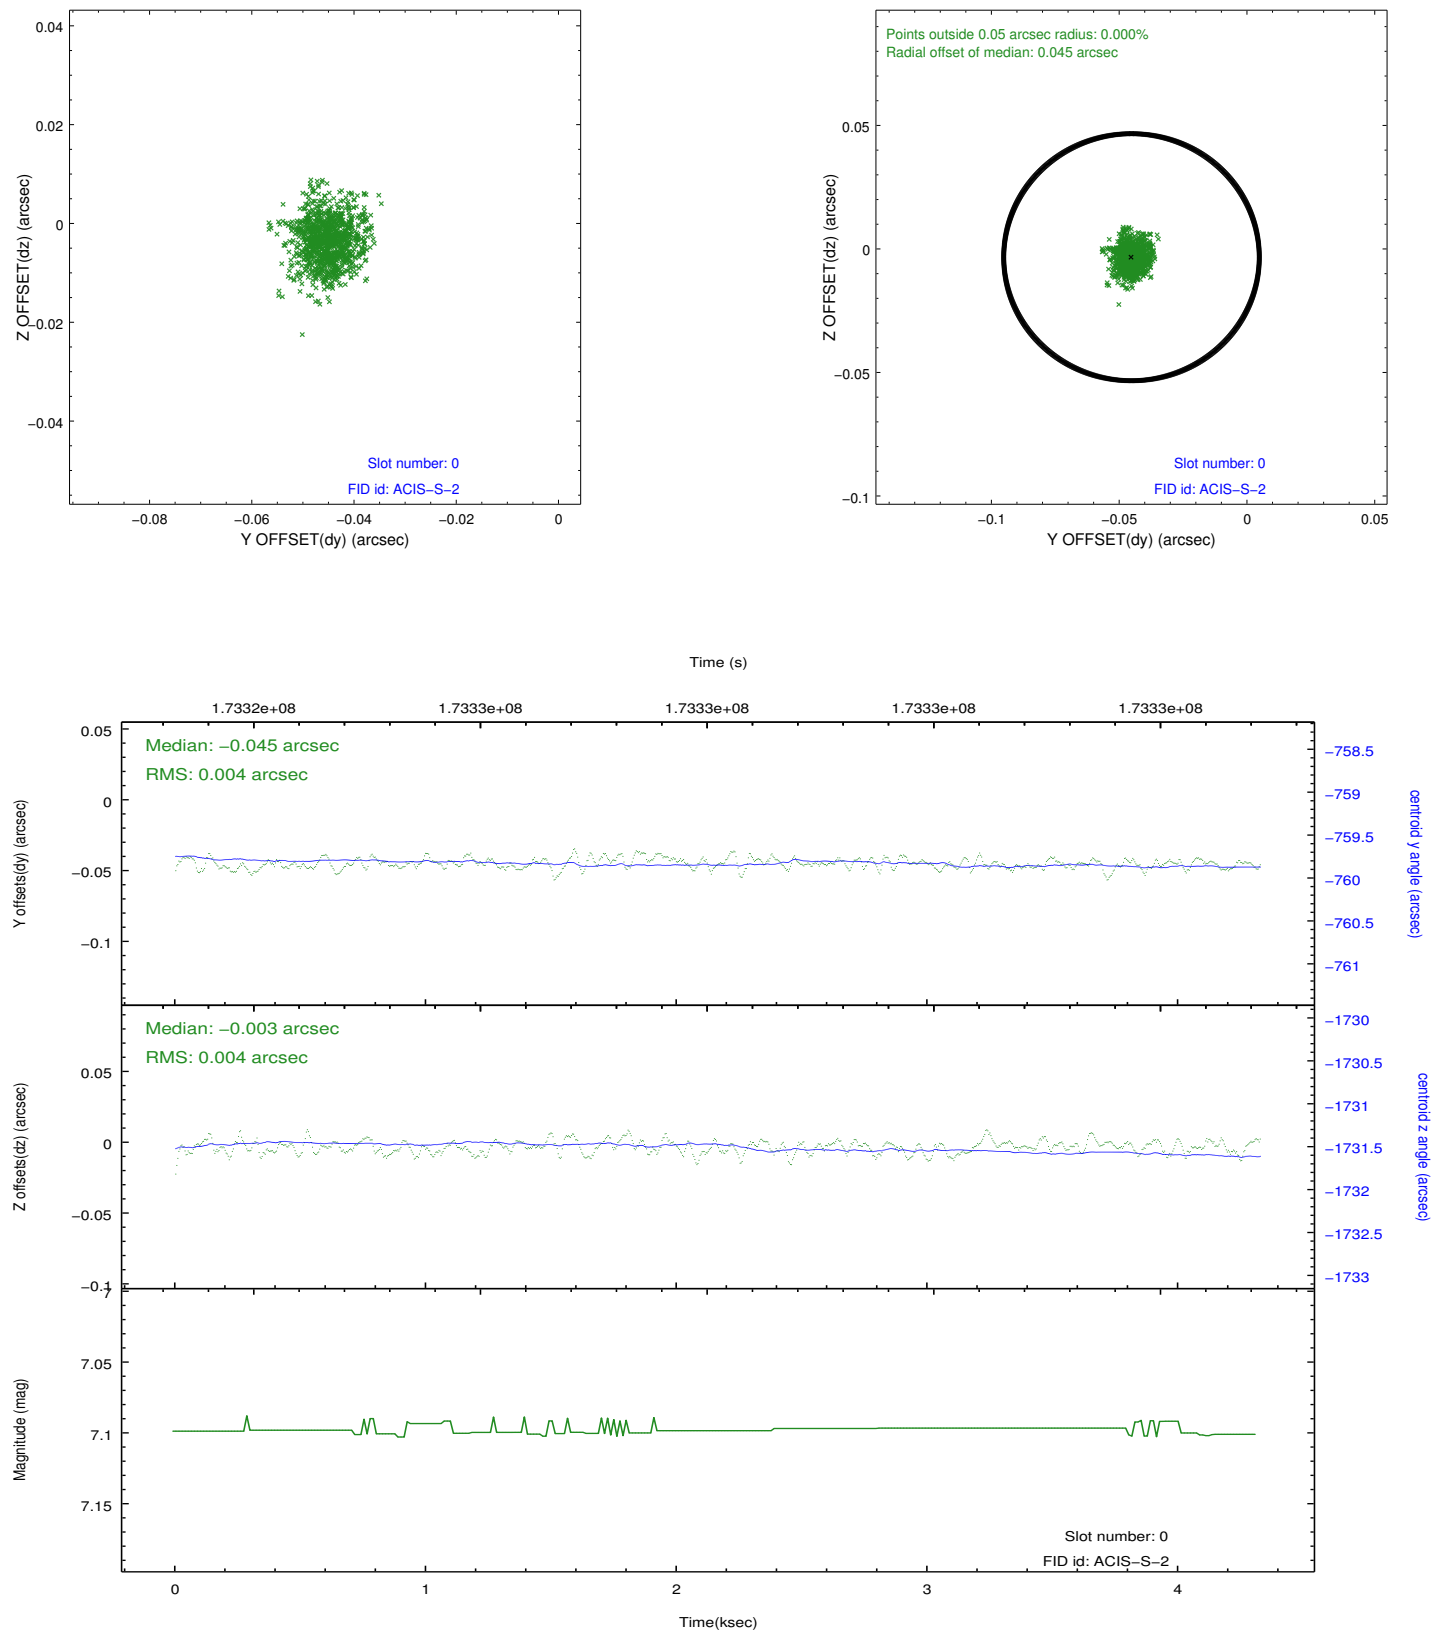 0.04
0.02
0
−0.02
−0.04
Z OFFSET(dz) (arcsec)
Slot number: 0
FID id: ACIS−S−2
−0.08 −0.06 −0.04 −0.02 0
Y OFFSET(dy) (arcsec)
Points outside 0.05 arcsec radius: 0.000%
Radial offset of median: 0.045 arcsec
0.05
0
−0.05
−0.1
Z OFFSET(dz) (arcsec)
Slot number: 0
FID id: ACIS−S−2
−0.1 −0.05 0 0.05
Y OFFSET(dy) (arcsec)
Time (s)
1.7332e+08 1.7333e+08 1.7333e+08 1.7333e+08 1.7333e+08
Median: −0.045 arcsec
RMS: 0.004 arcsec
0.05
0
−0.05
−0.1
Y offsets(dy) (arcsec)
−758.5
−759
−759.5
−760
−760.5
−761
centroid y angle (arcsec)
Median: −0.003 arcsec
RMS: 0.004 arcsec
0.05
0
−0.05
−0.1
Z offsets(dz) (arcsec)
−1730
−1730.5
−1731
−1731.5
−1732
−1732.5
−1733
centroid z angle (arcsec)
7
7.05
7.1
7.15
Magnitude (mag)
Slot number: 0
FID id: ACIS−S−2
0 1 2 3 4
Time(ksec)